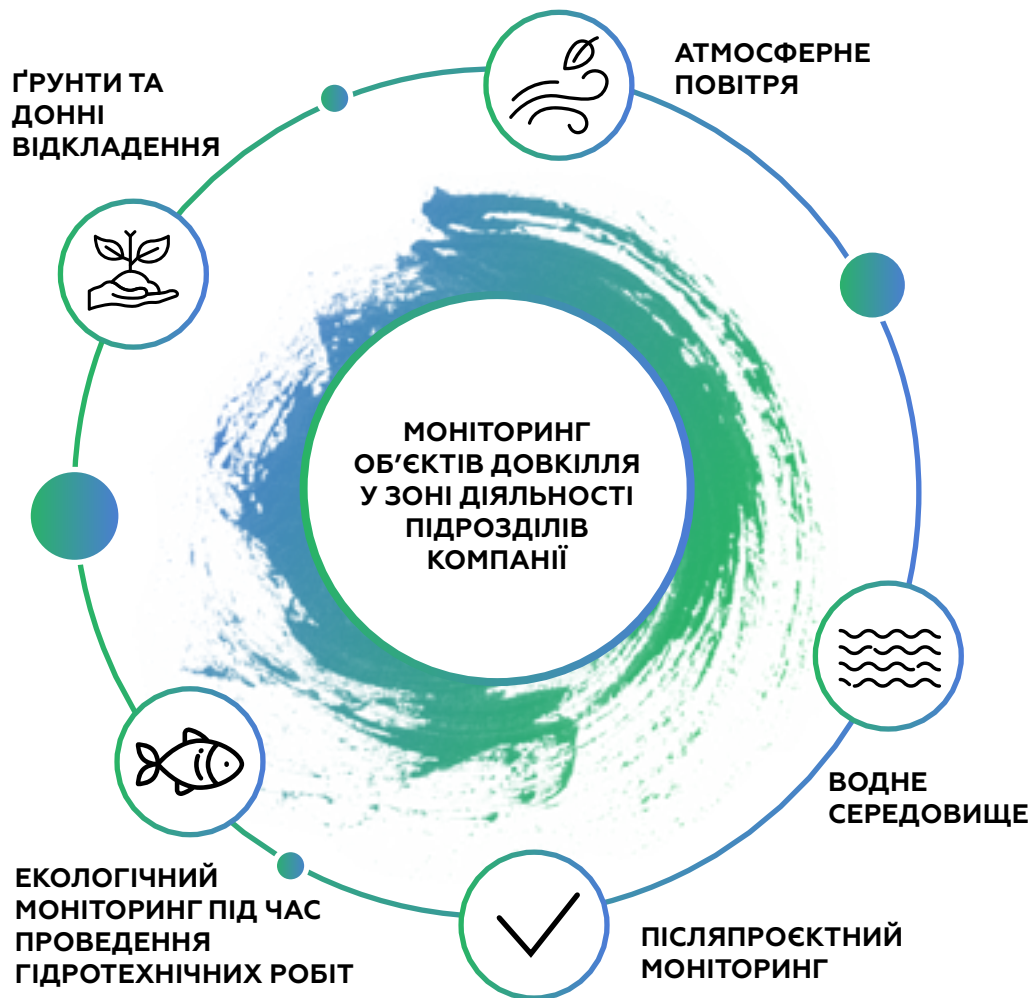 АТМОСФЕРНЕ
ПОВІТРЯ
ҐРУНТИ ТА
ДОННІ
ВІДКЛАДЕННЯ
МОНІТОРИНГ
ОБ’ЄКТІВ ДОВКІЛЛЯ
У ЗОНІ ДІЯЛЬНОСТІ
ПІДРОЗДІЛІВ
КОМПАНІЇ
ВОДНЕ
СЕРЕДОВИЩЕ
ЕКОЛОГІЧНИЙ
МОНІТОРИНГ ПІД ЧАС
ПРОВЕДЕННЯ
ГІДРОТЕХНІЧНИХ РОБІТ
ПІСЛЯПРОЄКТНИЙ
МОНІТОРИНГ